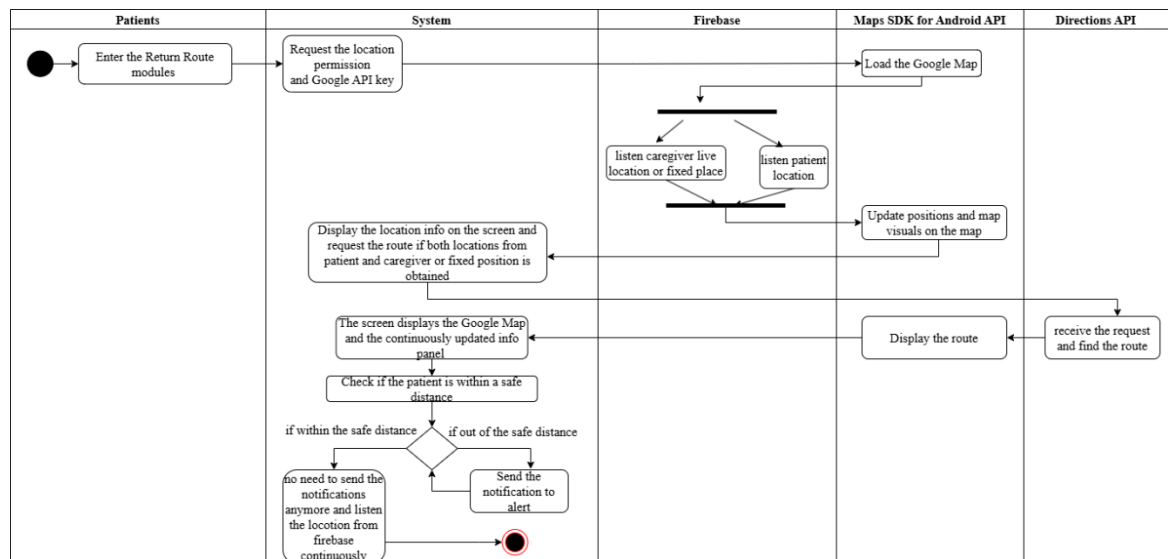 Patients
System
Firebase
Maps SDK for Android API
Directions API
Enter the Return Route
modules
Request the location
permission
and Google API key
Load the Google Map
listen caregiver live
location or fixed place
listen patient
location
Update positions and map
visuals on the map
Display the location info on the screen and
request the route if both locations from
patient and caregiver or fixed position is
obtained
The screen displays the Google Map
and the continuously updated info
panel
Display the route
receive the request
and find the route
Check if the patient is within a safe
distance
if within the safe distance
if out of the safe distance
no need to send the
notifications
anymore and listen
the locotion from
firebase
continuously
Send the
notification to
alert